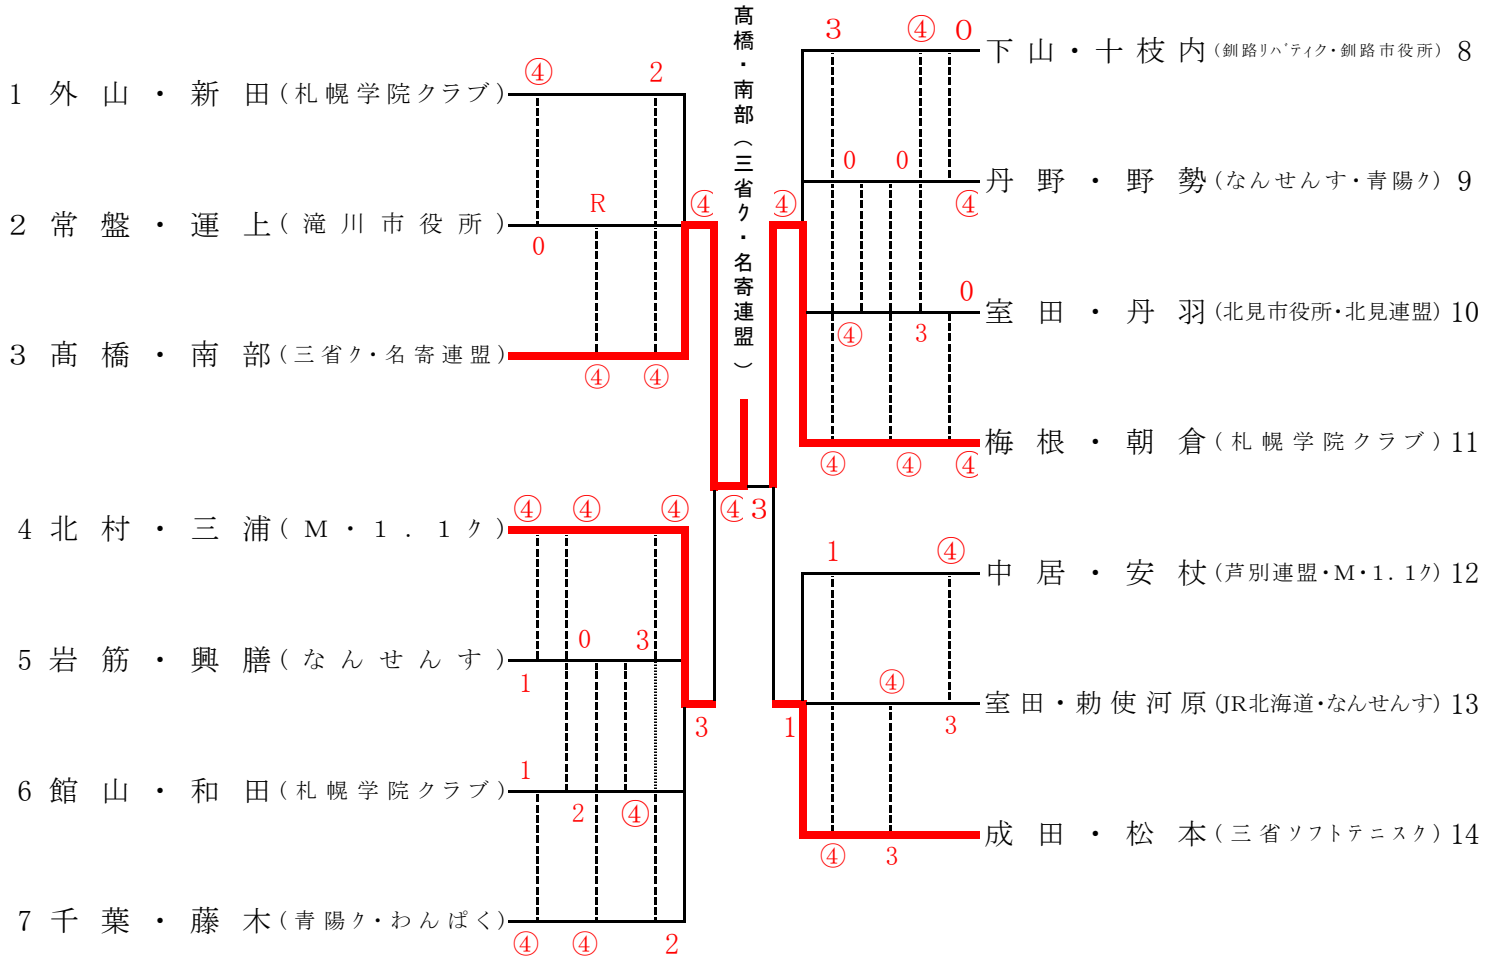 髙橋・南部(三省ク・名寄連盟)
1 外山・新田(札幌学院クラブ)
④ 2
2 常盤・運上(滝川市役所)
R
0
3 髙橋・南部(三省ク・名寄連盟)
④ ④
④
4 北村・三浦(M・1.1ク)
④ ④ ④
5 岩筋・興膳(なんせんす)
0 3
1
6 館山・和田(札幌学院クラブ)
1
2 ④
7 千葉・藤木(青陽ク・わんぱく)
④ ④ 2
3
④ 3
3 ④ 0
下山・十枝内(釧路リバティク・釧路市役所) 8
0 0
丹野・野勢(なんせんす・青陽ク) 9
④
④
0
室田・丹羽(北見市役所・北見連盟) 10
④ 3
梅根・朝倉(札幌学院クラブ) 11
④ ④ ④
1 ④
中居・安杖(芦別連盟・M・1.1ク) 12
④
室田・勅使河原(JR北海道・なんせんす) 13
1
3
成田・松本(三省ソフトテニスク) 14
④ 3